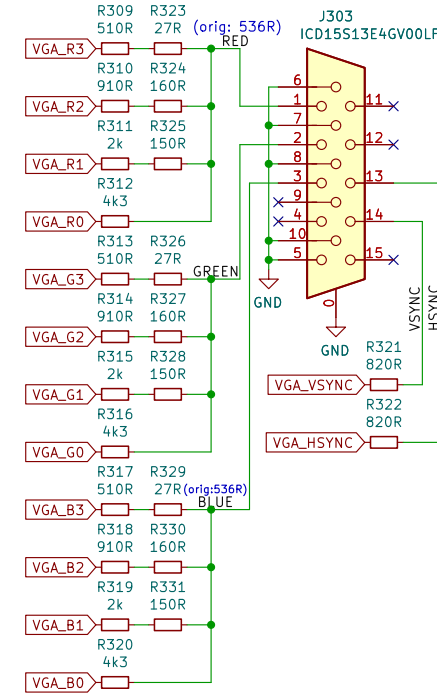 R309 R323
510R 27R (orig: 536R)
VGA_R3 RED
R310 R324
910R 160R
VGA_R2
R311 R325
2k 150R
VGA_R1
R312
4k3
VGA_R0
R313 R326
510R 27R
VGA_G3 GREEN
R314 R327
910R 160R
VGA_G2
R315 R328
2k 150R
VGA_G1
R316
4k3
VGA_G0
R317 R329
510R 27R (orig:536R)
VGA_B3 BLUE
R318 R330
910R 160R
VGA_B2
R319 R331
2k 150R
VGA_B1
R320
4k3
VGA_B0
J303
ICD15S13E4GV00LF
6
1 11
7
2 12
8
3 13
9
4 14
10
5 15
GND
0
GND
VSYNC
HSYNC
R321
820R
VGA_VSYNC
R322
820R
VGA_HSYNC